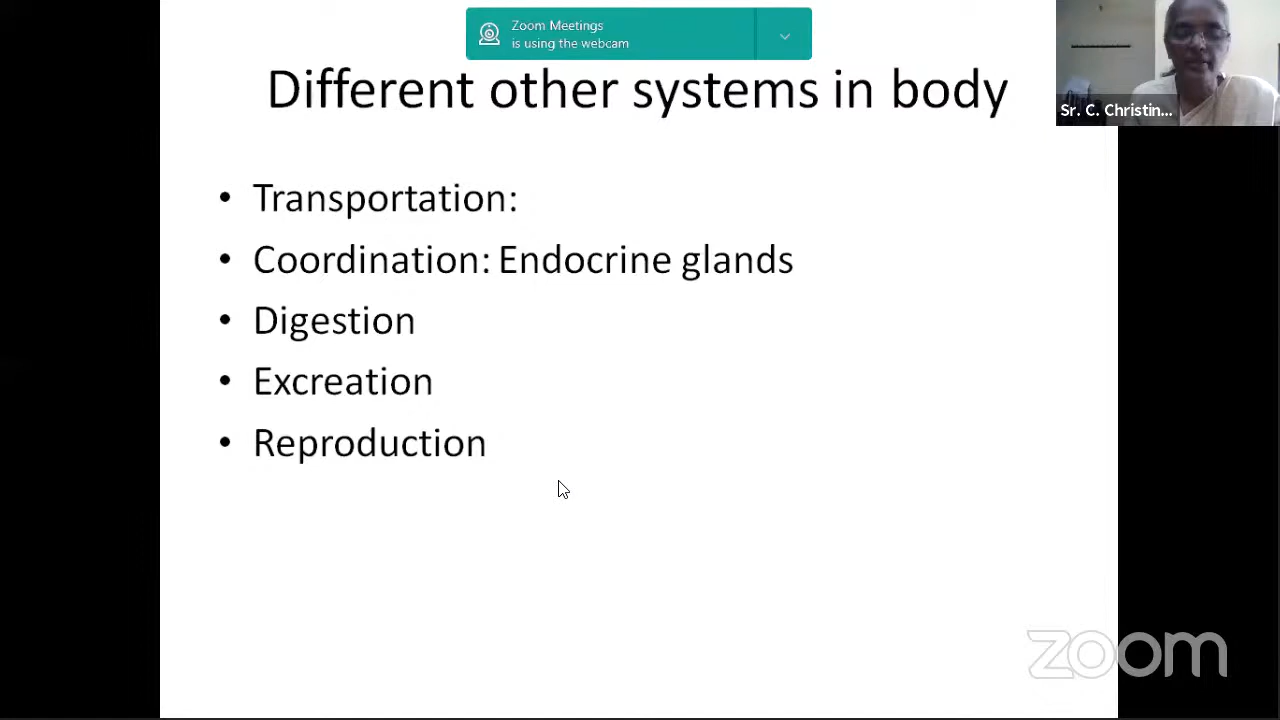 Zoom Meetings
is using the webcam
Different other systems in body
Sr. C. Christin...
• Transportation:
• Coordination: Endocrine glands
• Digestion
• Excreation
• Reproduction
zoom